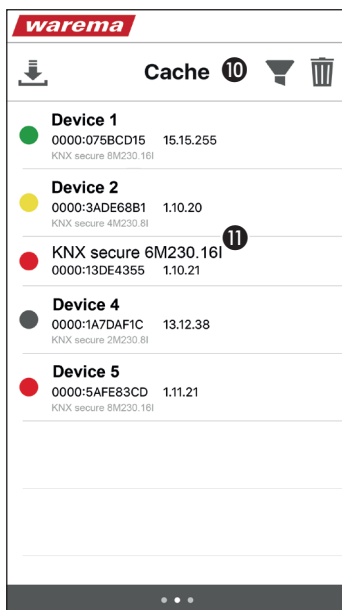 warema
Cache 10
Device 1
0000:075BCD15 15.15.255
KNX secure 6M230.16I
Device 2
0000:3ADE68B1 1.10.20
KNX secure 4M230.8I
11
KNX secure 6M230.16I
0000:13DE4355 1.10.21
Device 4
0000:1A7DAF1C 13.12.38
KNX secure 2M230.8I
Device 5
0000:5AFE83CD 1.11.21
KNX secure 8M230.16I